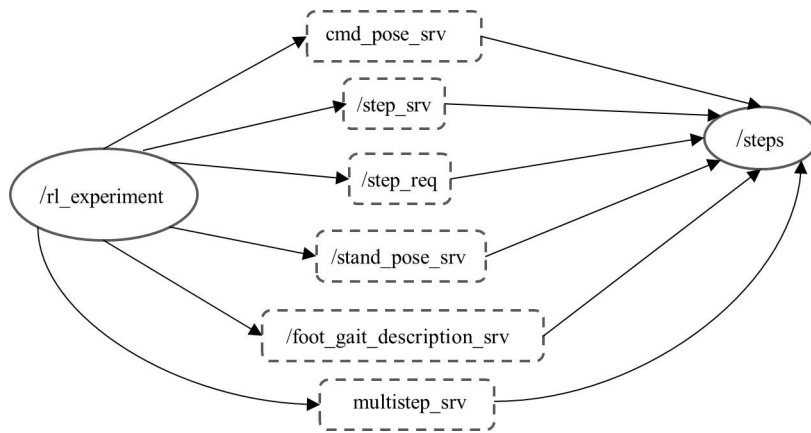 cmd_pose_srv
/step_srv
/steps
/step_req
/rl_experiment
/stand_pose_srv
/foot_gait_description_srv
multistep_srv